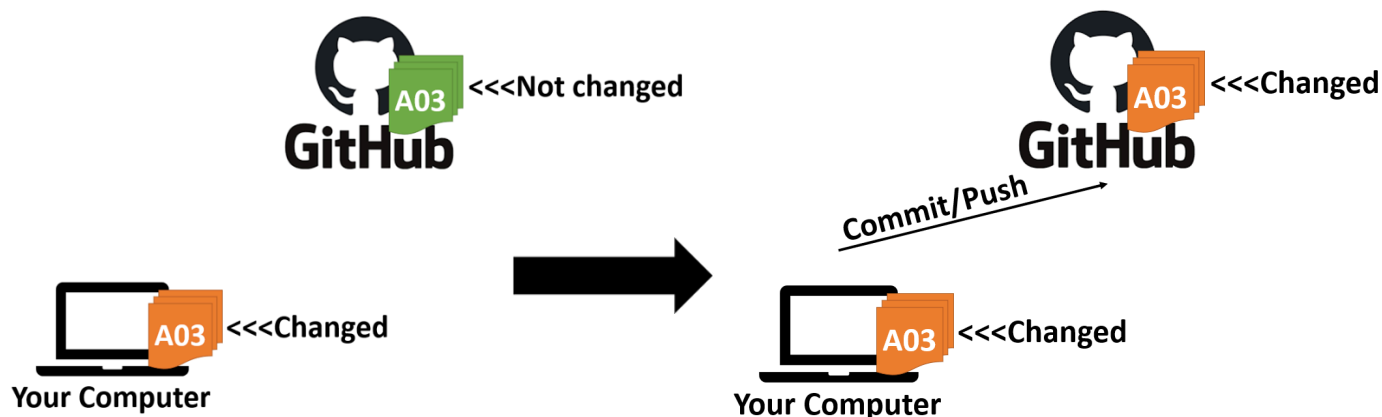 A03
<<<Not changed
GitHub
A03
<<<Changed
Your Computer
A03
<<<Changed
GitHub
Commit/Push
A03
<<<Changed
Your Computer